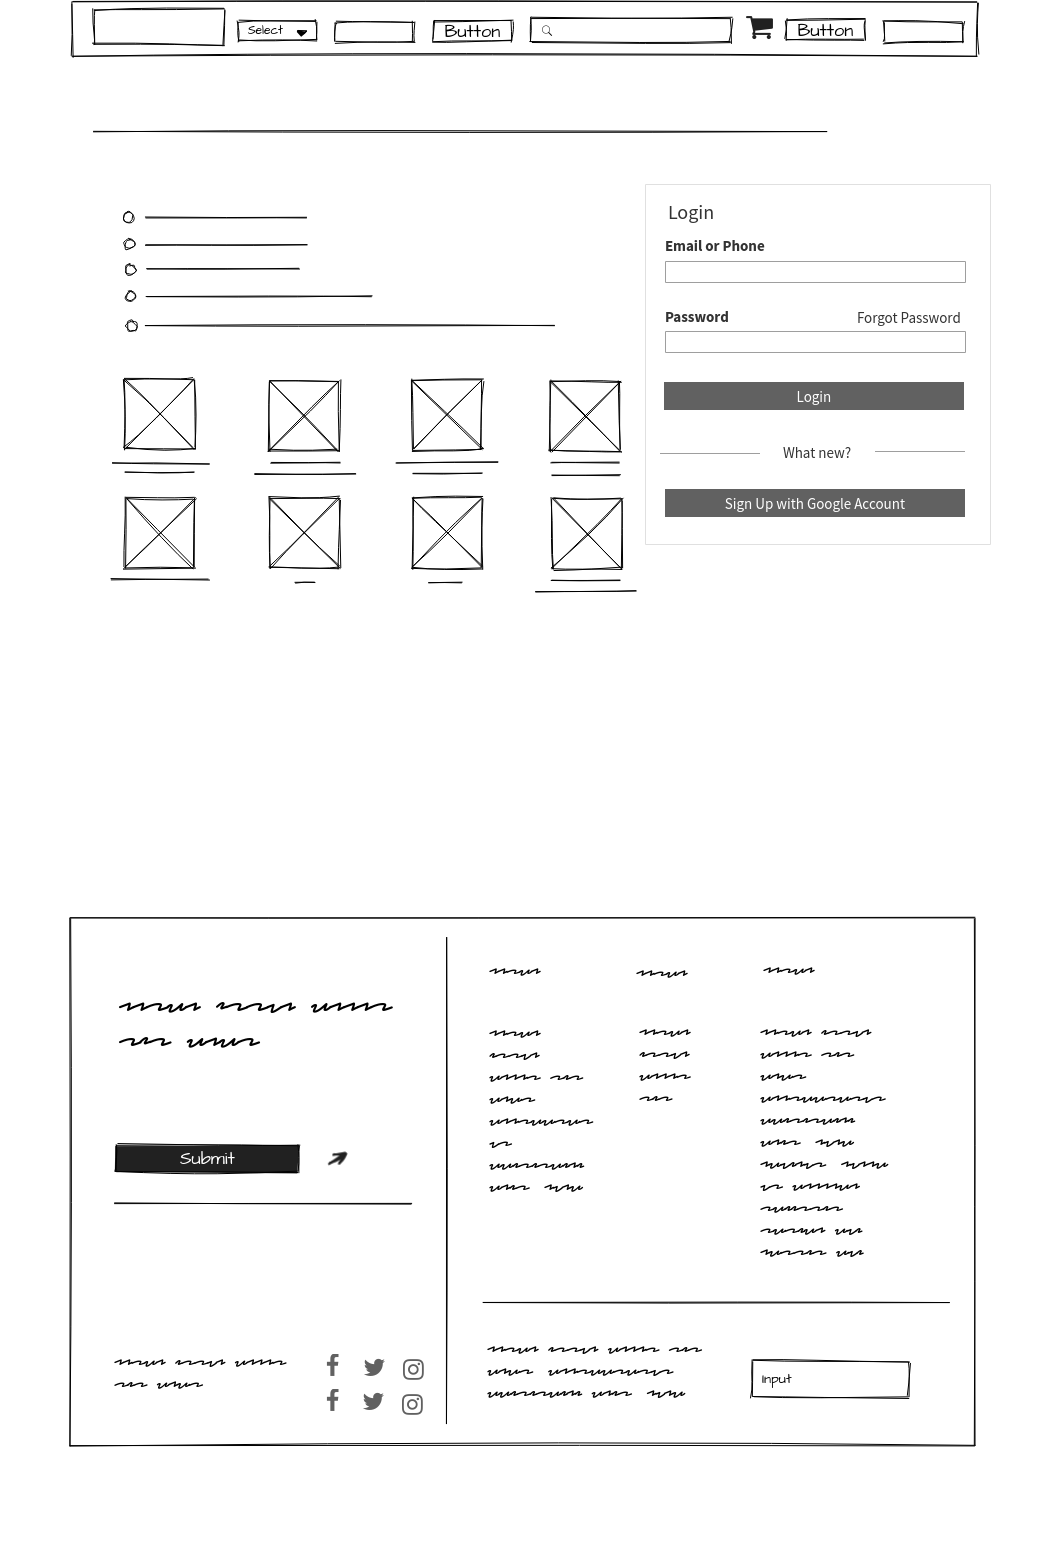 Select
Button
Button
Login
Email or Phone
Password Forgot Password
Login
What new?
Sign Up with Google Account
Submit
input